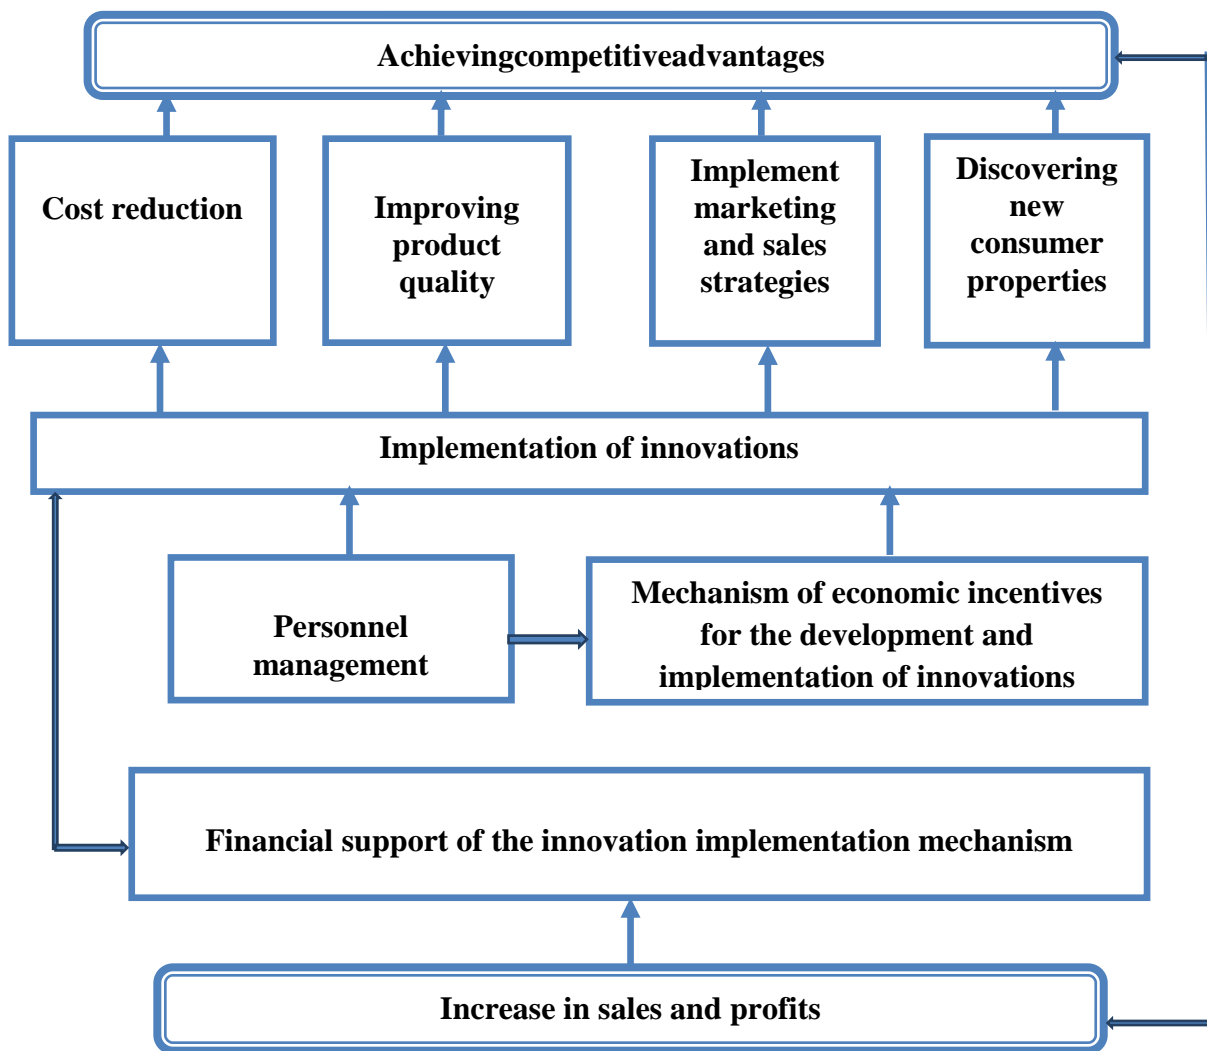 Achievingcompetitiveadvantages
Cost reduction
Improving
product
quality
Implement
marketing
and sales
strategies
Discovering
new
consumer
properties
Implementation of innovations
Personnel
management
Mechanism of economic incentives
for the development and
implementation of innovations
Financial support of the innovation implementation mechanism
Increase in sales and profits